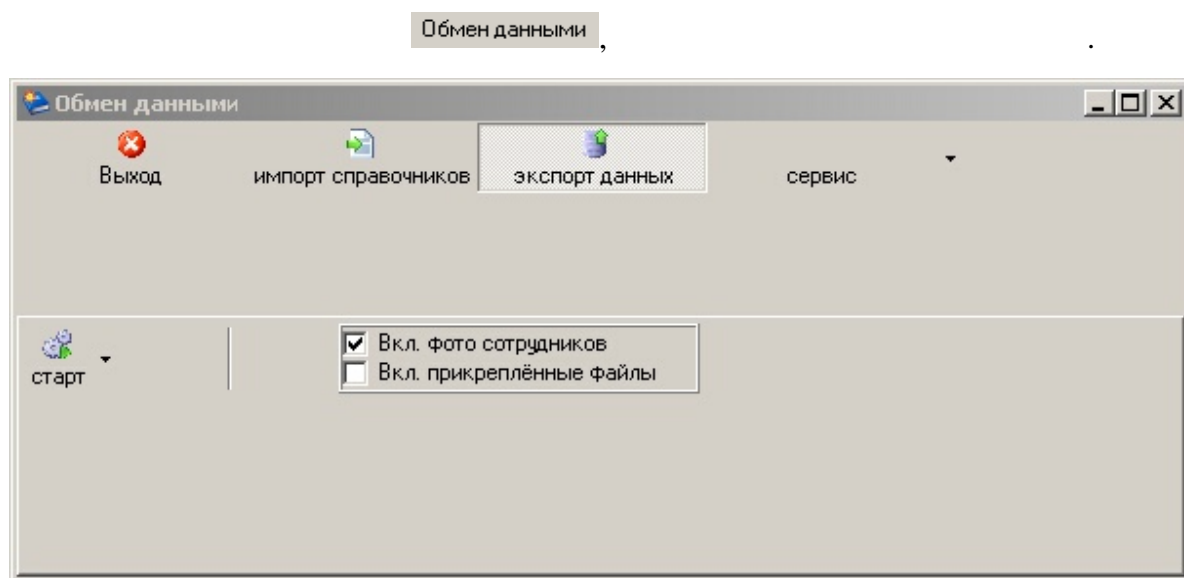 Обмен данными , .
Обмен данными
Выход импорт справочников экспорт данных сервис
старт
Вкл. фото сотрудников
Вкл. прикреплённые файлы